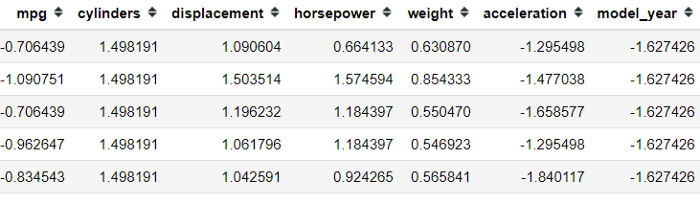 mpg cylinders displacement horsepower weight acceleration model_year
-0.706439 1.498191 1.090604 0.664133 0.630870 -1.295498 -1.627426
-1.090751 1.498191 1.503514 1.574594 0.854333 -1.477038 -1.627426
-0.706439 1.498191 1.196232 1.184397 0.550470 -1.658577 -1.627426
-0.962647 1.498191 1.061796 1.184397 0.546923 -1.295498 -1.627426
-0.834543 1.498191 1.042591 0.924265 0.565841 -1.840117 -1.627426